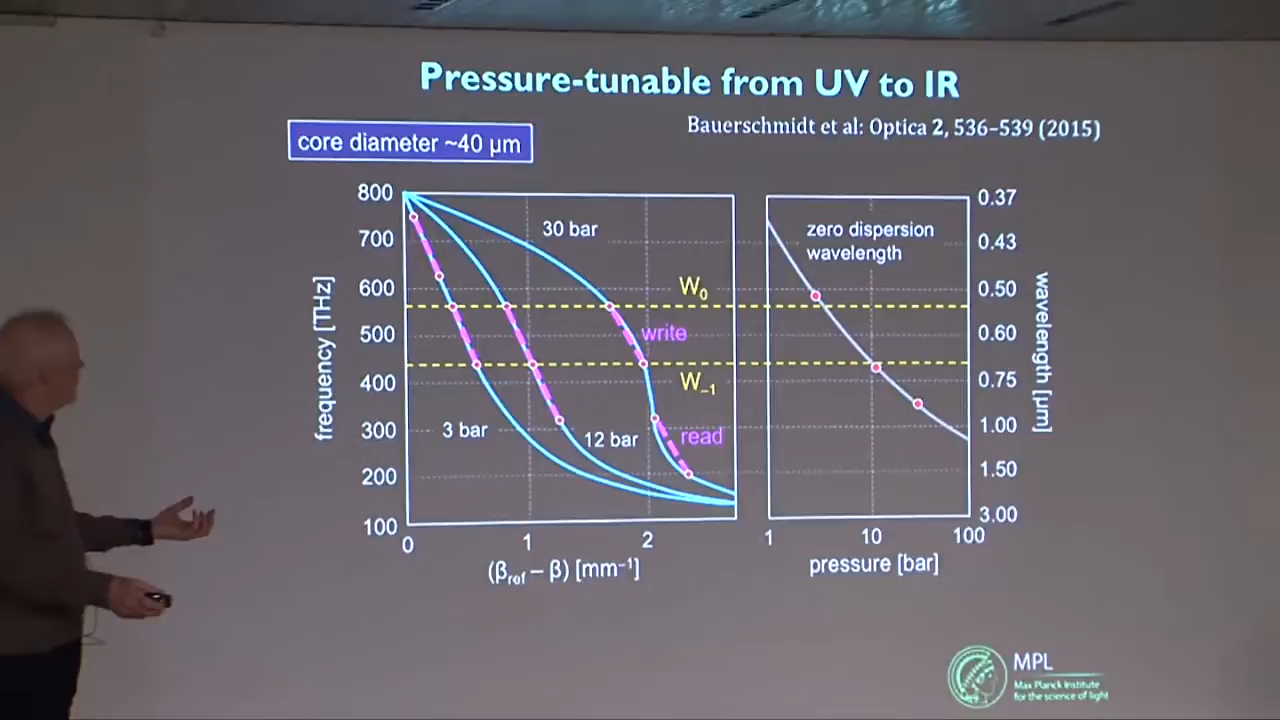 Pressure-tunable from UV to IR
Bauerschmidt et al: Optica 2, 536–539 (2015)
core diameter ~40 µm
frequency [THz]
800
700
600
500
400
300
200
100
0
1
2
(βref – β) [mm⁻¹]
30 bar
3 bar
12 bar
W0
write
W–1
read
zero dispersion
wavelength
1
10
100
pressure [bar]
0.37
0.43
0.50
0.60
0.75
1.00
1.50
3.00
wavelength [µm]
MPL
Max Planck Institute
for the science of light